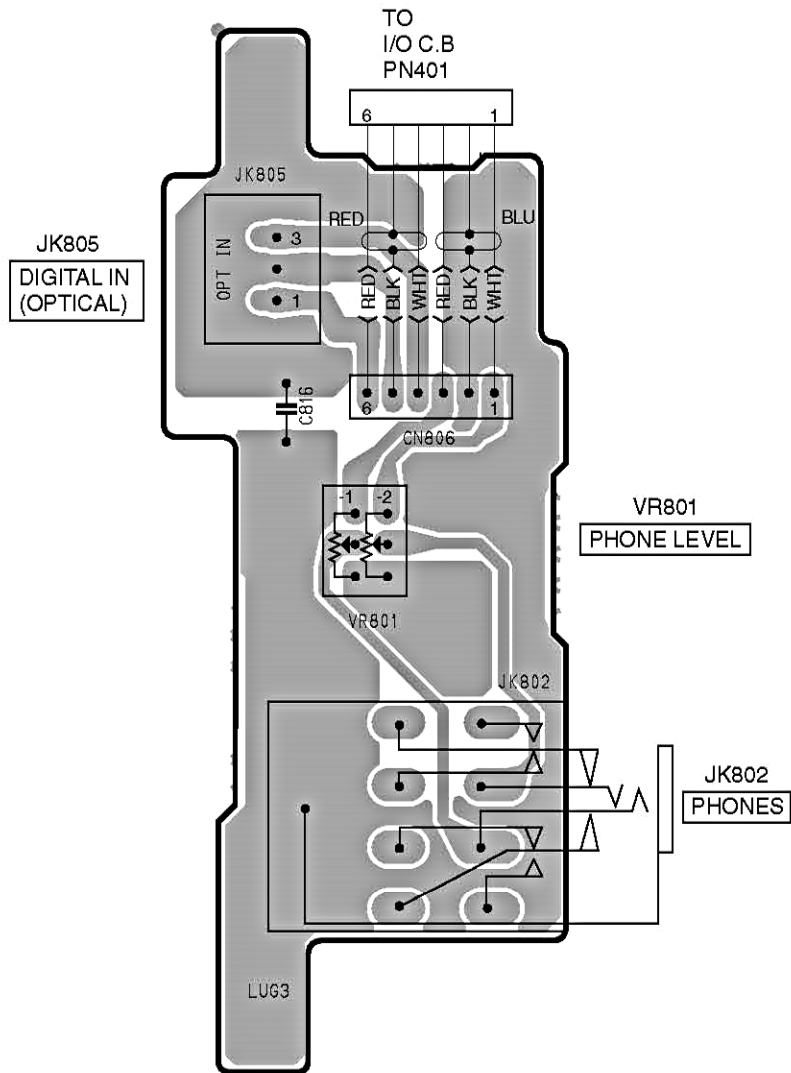 TO
I/O C.B
PN401
6 1
JK805
RED
BLU
JK805
DIGITAL IN
(OPTICAL)
OPT IN
3
1
RED
BLK
WHT
RED
BLK
WHT
6 1
C816
CN806
-1 -2
VR801
PHONE LEVEL
VR801
JK802
JK802
PHONES
LUG3